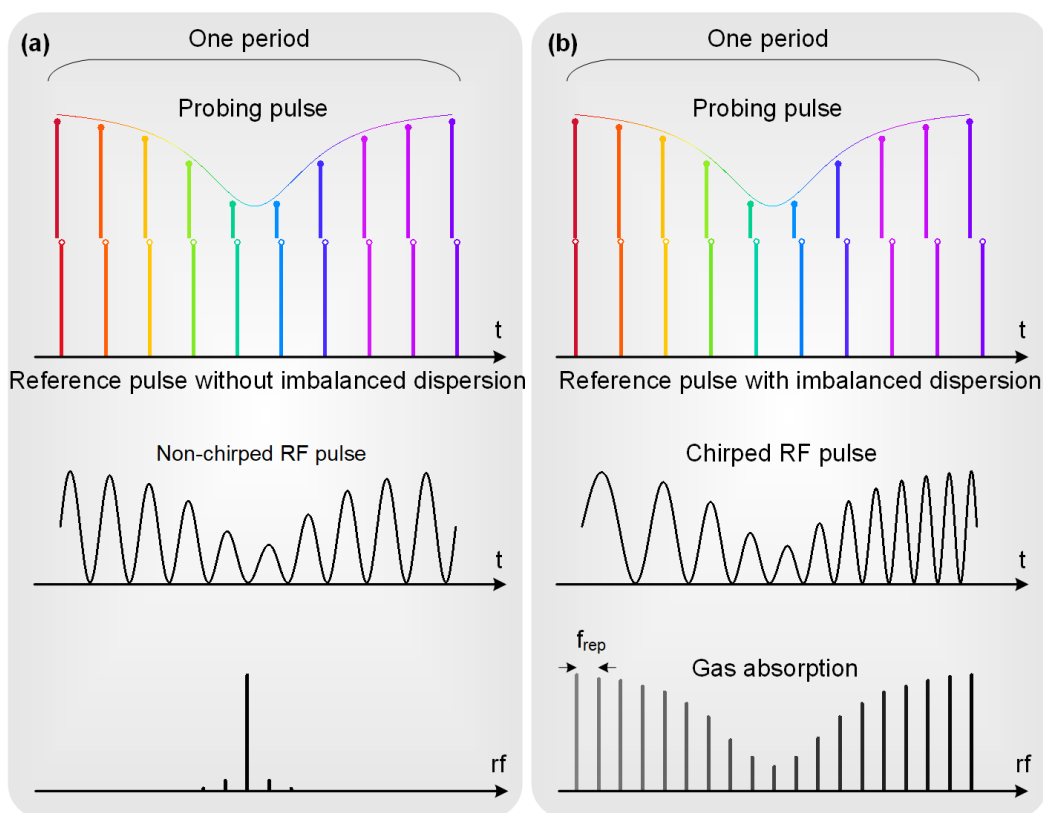 (a)
One period
Probing pulse
t
Reference pulse without imbalanced dispersion
Non-chirped RF pulse
t
rf
(b)
One period
Probing pulse
t
Reference pulse with imbalanced dispersion
Chirped RF pulse
t
frep
Gas absorption
rf